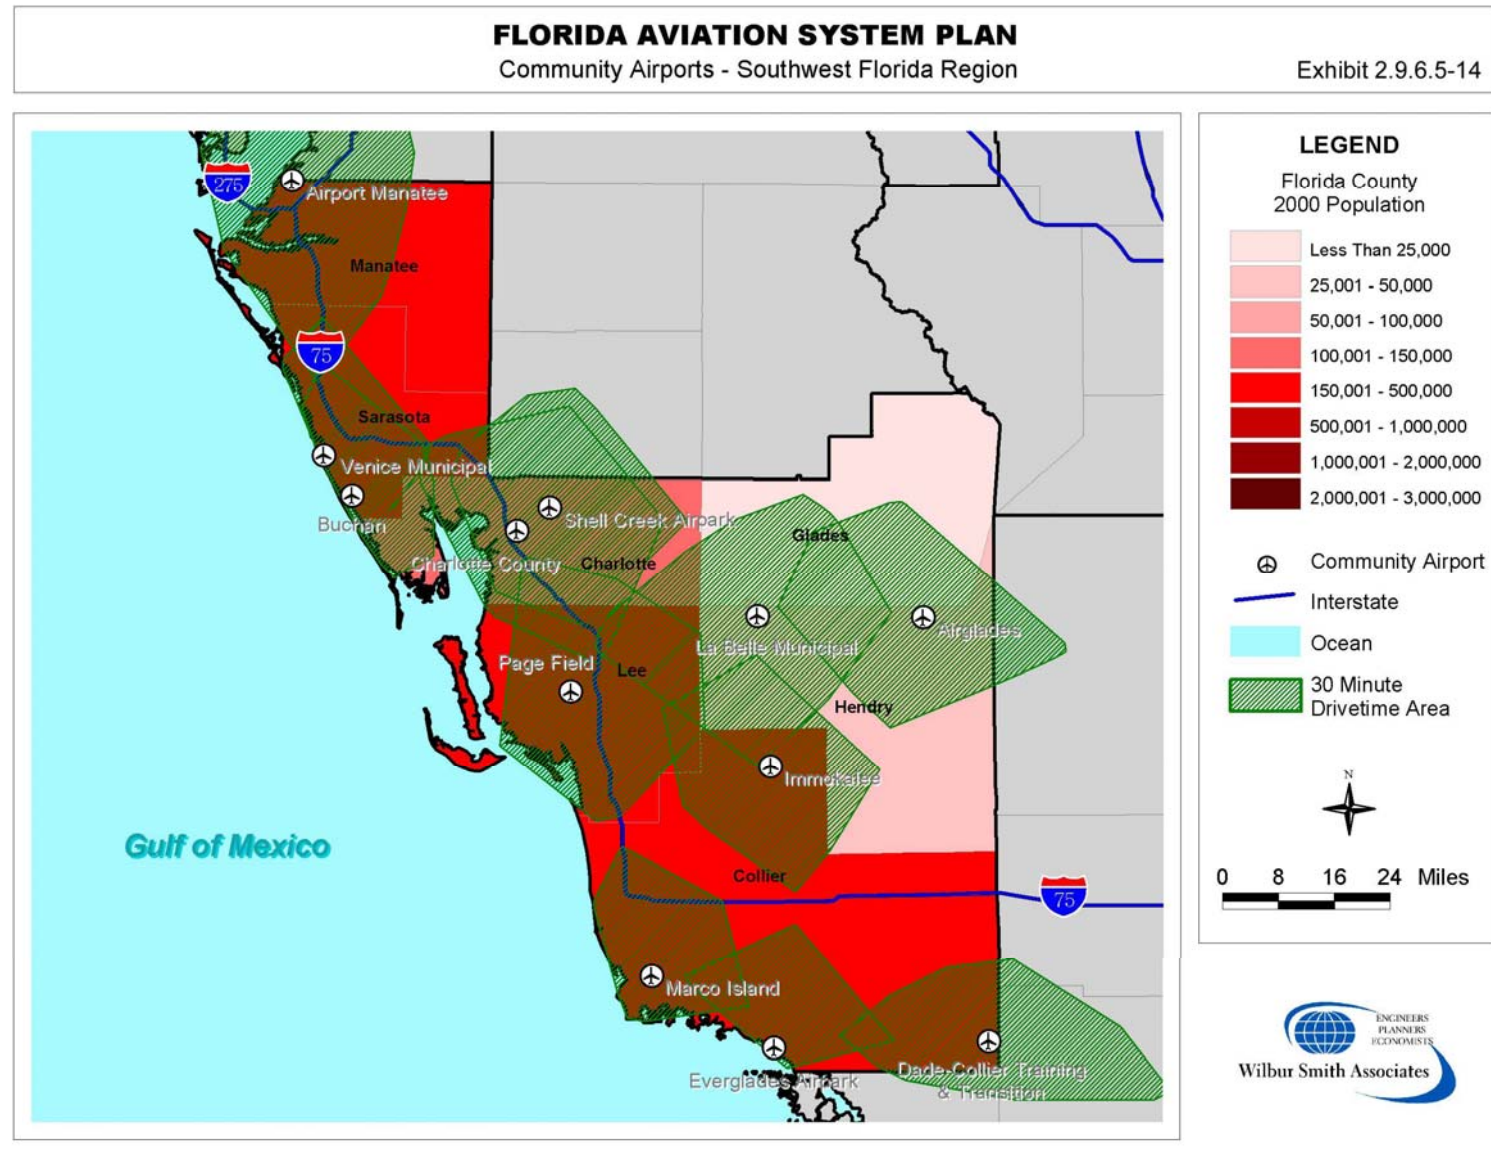 FLORIDA AVIATION SYSTEM PLAN
Community Airports - Southwest Florida Region
Exhibit 2.9.6.5-14
275
Airport Manatee
Manatee
75
Sarasota
Venice Municipal
Buchan
Shell Creek Airpark
Charlotte County
Charlotte
Glades
La Belle Municipal
Airglades
Page Field
Lee
Hendry
Immokalee
Gulf of Mexico
Collier
75
Marco Island
Everglades Airpark
Dade-Collier Training
& Transition
LEGEND
Florida County
2000 Population
Less Than 25,000
25,001 - 50,000
50,001 - 100,000
100,001 - 150,000
150,001 - 500,000
500,001 - 1,000,000
1,000,001 - 2,000,000
2,000,001 - 3,000,000
Community Airport
Interstate
Ocean
30 Minute
Drivetime Area
N
0 8 16 24 Miles
ENGINEERS
PLANNERS
ECONOMISTS
Wilbur Smith Associates